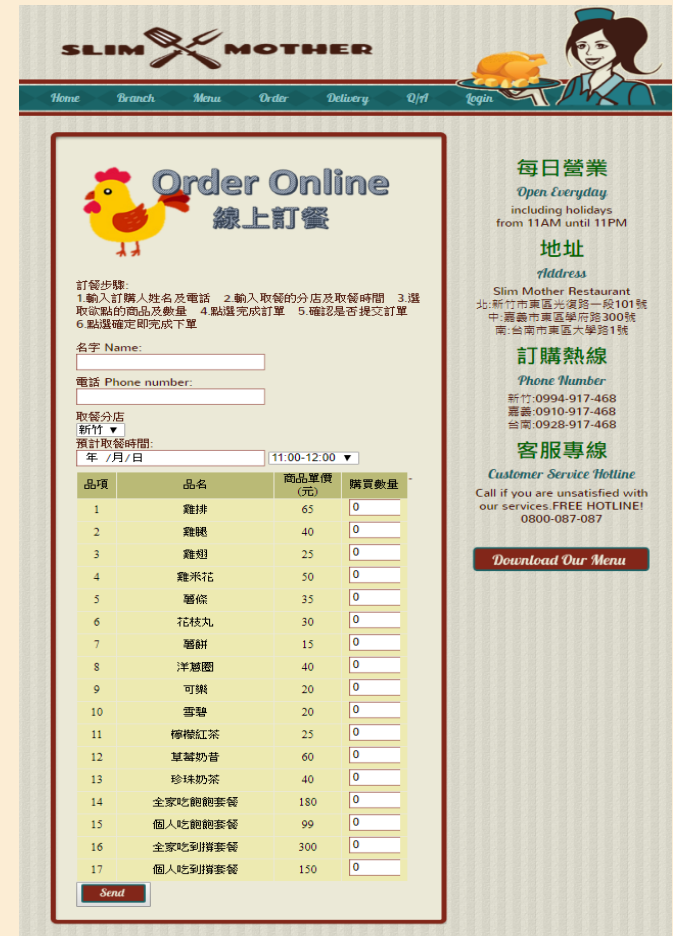 SLIM MOTHER
Home Branch Menu Order Delivery Q/A Login
Order Online
線上訂餐
訂餐步驟:
1.輸入訂購人姓名及電話 2.輸入取餐的分店及取餐時間 3.選
取欲點的商品及數量 4.點選完成訂單 5.確認是否提交訂單
6.點選確定即完成下單
名字 Name:
電話 Phone number:
取餐分店
新竹 ▼
預計取餐時間:
年 /月/日 11:00-12:00 ▼
品項 品名 商品單價 購買數量 -
(元)
1 雞排 65 0
2 雞腿 40 0
3 雞翅 25 0
4 雞米花 50 0
5 薯條 35 0
6 花枝丸 30 0
7 薯餅 15 0
8 洋蔥圈 40 0
9 可樂 20 0
10 雪碧 20 0
11 檸檬紅茶 25 0
12 草莓奶昔 60 0
13 珍珠奶茶 40 0
14 全家吃飽飽套餐 180 0
15 個人吃飽飽套餐 99 0
16 全家吃到撐套餐 300 0
17 個人吃到撐套餐 150 0
Send
每日營業
Open Everyday
including holidays
from 11AM until 11PM
地址
Address
Slim Mother Restaurant
北:新竹市東區光復路一段101號
中:嘉義市東區學府路300號
南:台南市東區大學路1號
訂購熱線
Phone Number
新竹:0994-917-468
嘉義:0910-917-468
台南:0928-917-468
客服專線
Customer Service Hotline
Call if you are unsatisfied with
our services.FREE HOTLINE!
0800-087-087
Download Our Menu